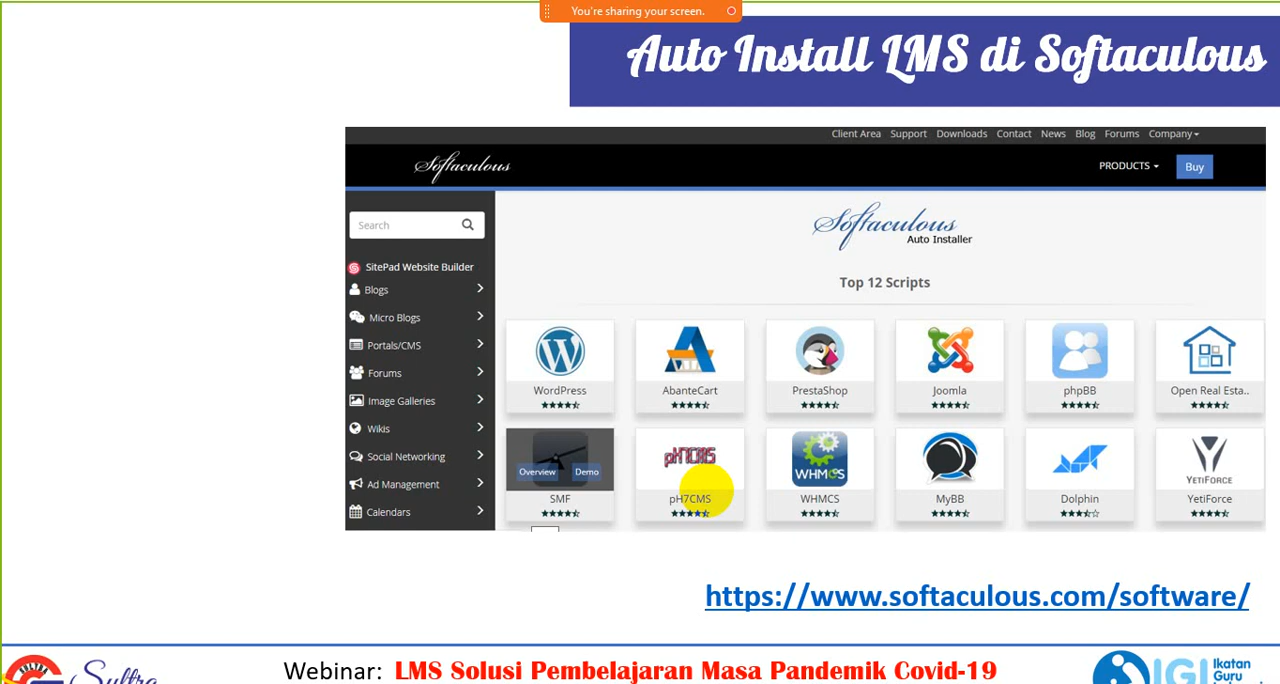 You're sharing your screen.
Auto Install LMS di Softaculous
Client Area Support Downloads Contact News Blog Forums Company
Softaculous
PRODUCTS
Buy
Search
Softaculous
Auto Installer
SitePad Website Builder
Blogs
Micro Blogs
Portals/CMS
Forums
Image Galleries
Wikis
Social Networking
Ad Management
Calendars
Top 12 Scripts
WordPress
AbanteCart
PrestaShop
Joomla
phpBB
Open Real Esta..
Overview Demo
SMF
pH7CMS
pH7CMS
WHMCS
WHMCS
MyBB
Dolphin
YETIFORCE
YetiForce
https://www.softaculous.com/software/
Sultra
Webinar: LMS Solusi Pembelajaran Masa Pandemik Covid-19
IGI
Ikatan
Guru